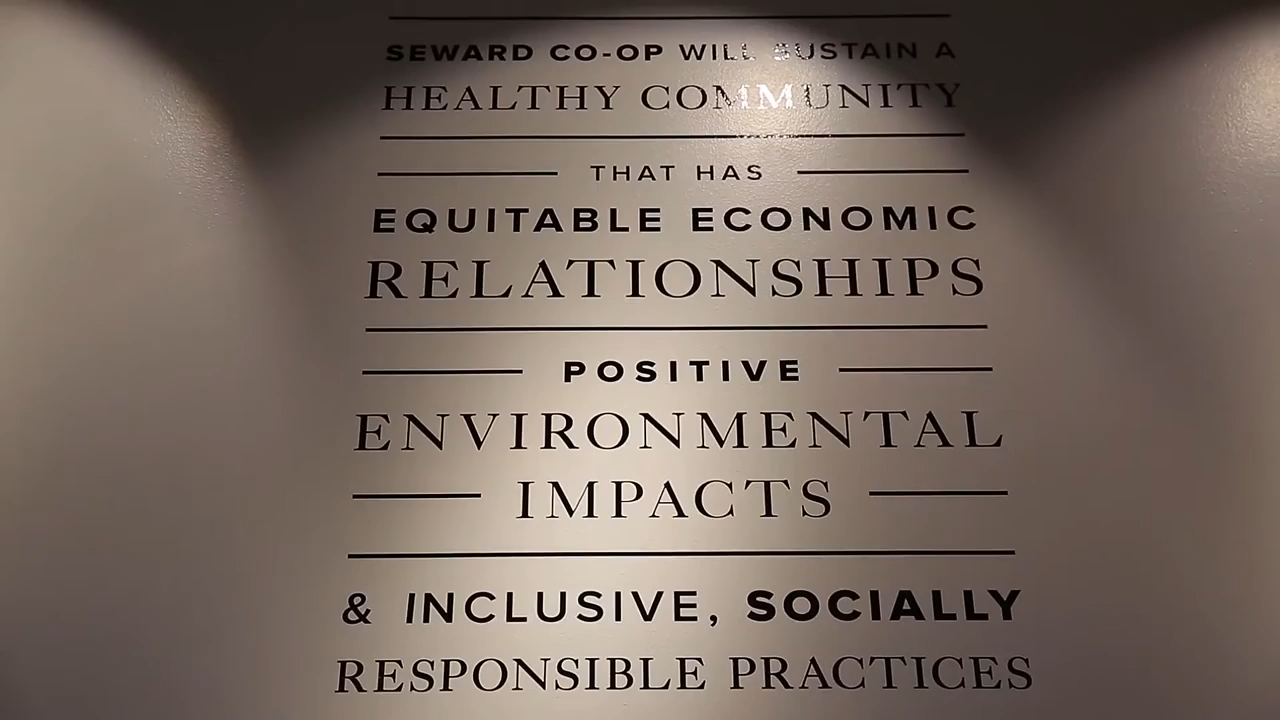 SEWARD CO-OP WILL SUSTAIN A
HEALTHY COMMUNITY
THAT HAS
EQUITABLE ECONOMIC
RELATIONSHIPS
POSITIVE
ENVIRONMENTAL
IMPACTS
& INCLUSIVE, SOCIALLY
RESPONSIBLE PRACTICES